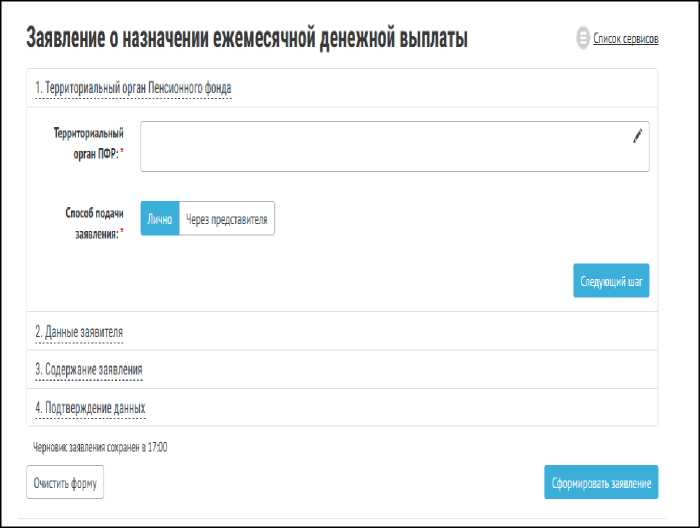 Заявление о назначении ежемесячной денежной выплаты
Список сервисов
1. Территориальный орган Пенсионного фонда
Территориальный
орган ПФР: *
Способ подачи
заявления: *
Лично
Через представителя
Следующий шаг
2. Данные заявителя
3. Содержание заявления
4. Подтверждение данных
Черновик заявления сохранен в 17:00
Очистить форму
Сформировать заявление